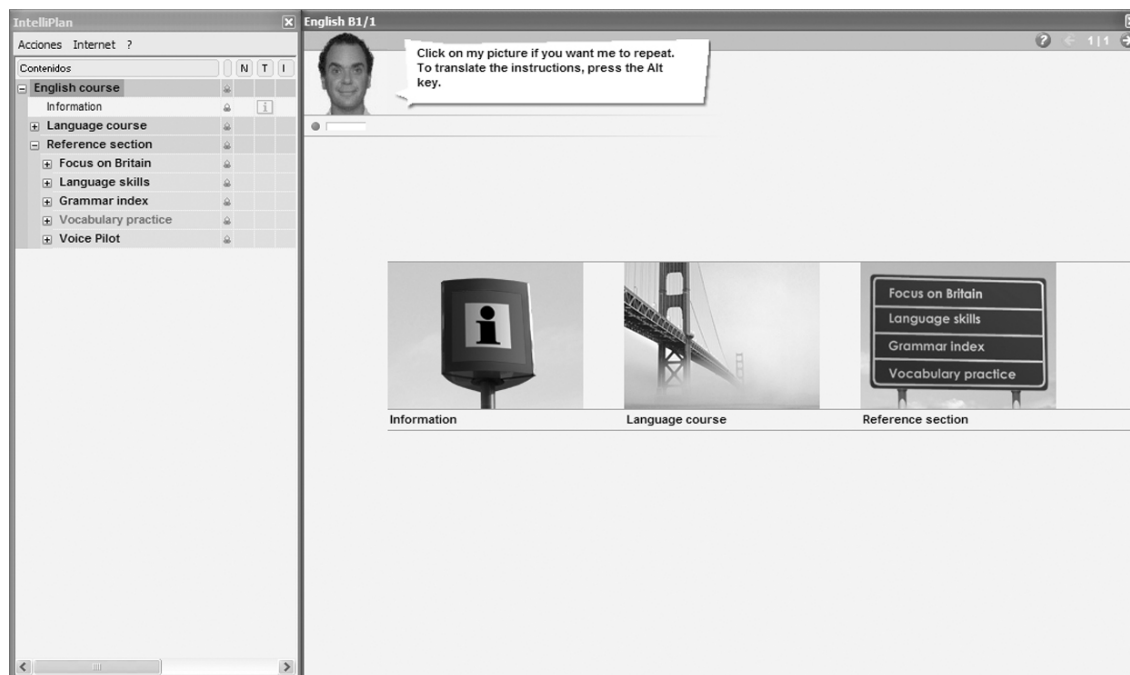 IntelliPlan
Acciones Internet ?
Contenidos N T I
English course
Information
Language course
Reference section
Focus on Britain
Language skills
Grammar index
Vocabulary practice
Voice Pilot
English B1/1
? 1|1
Click on my picture if you want me to repeat.
To translate the instructions, press the Alt
key.
i
Focus on Britain
Language skills
Grammar index
Vocabulary practice
Information
Language course
Reference section